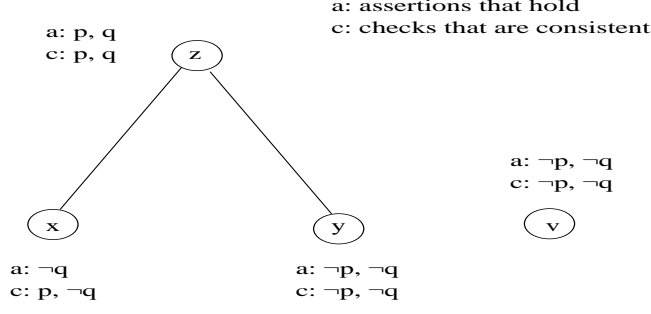 a: assertions that hold
c: checks that are consistent
a: p, q
c: p, q
z
a: ¬p, ¬q
c: ¬p, ¬q
x
y
v
a: ¬q
c: p, ¬q
a: ¬p, ¬q
c: ¬p, ¬q